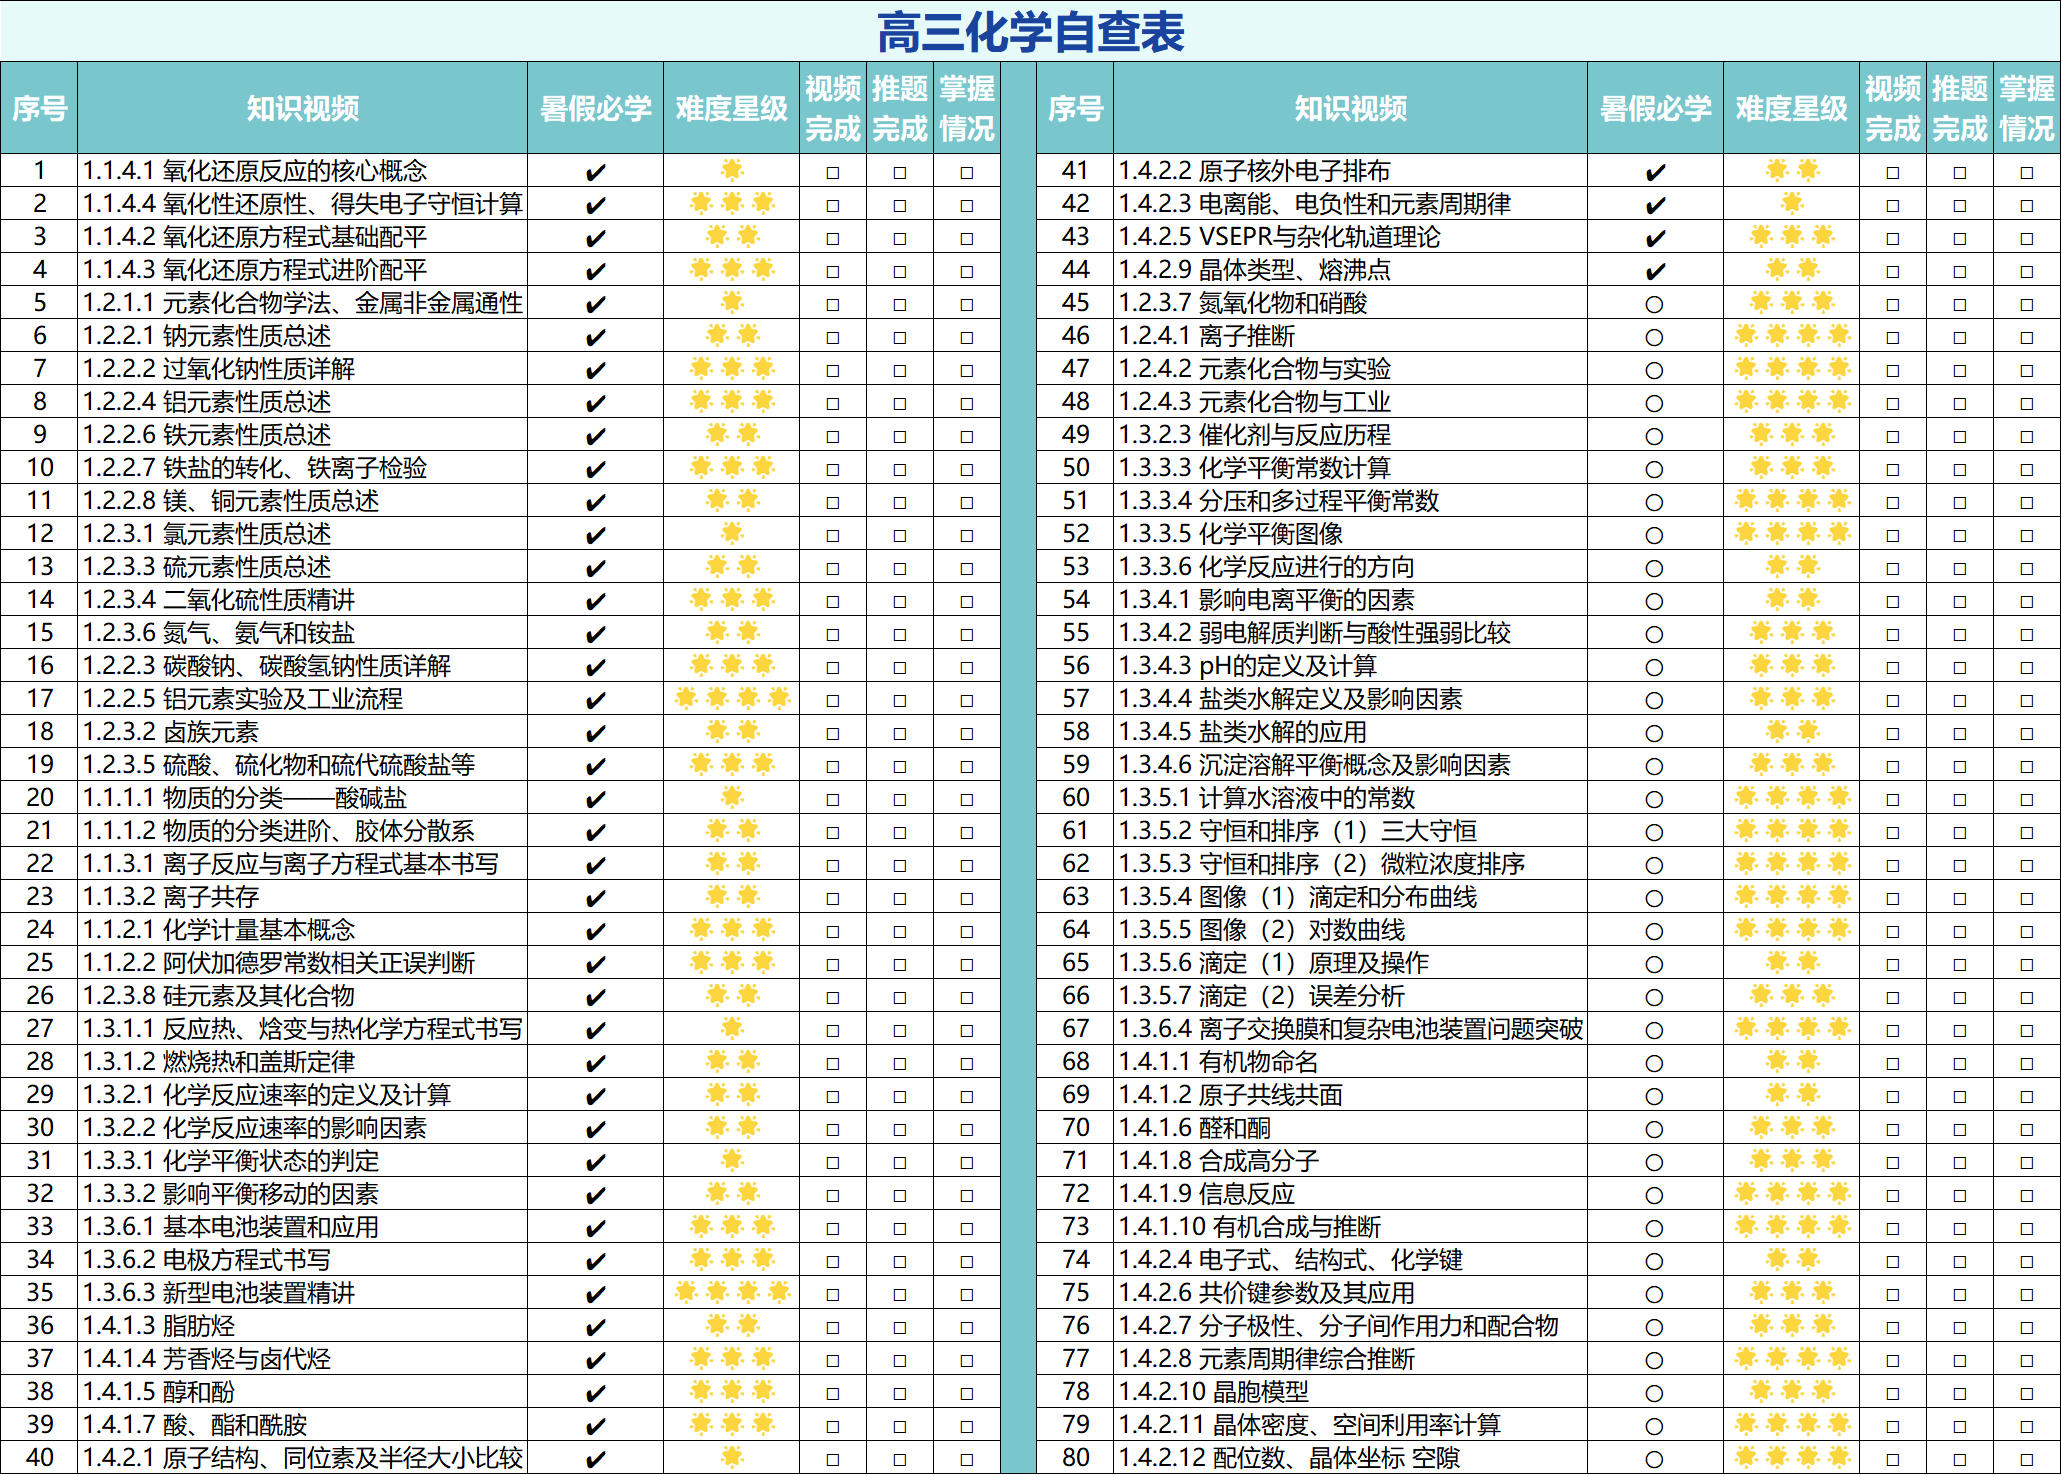 高三化学自查表
序号 知识视频 暑假必学 难度星级 视频完成 推题完成 掌握情况 序号 知识视频 暑假必学 难度星级 视频完成 推题完成 掌握情况
1 1.1.4.1 氧化还原反应的核心概念 ✔ 🌟 □ □ □ 41 1.4.2.2 原子核外电子排布 ✔ 🌟🌟 □ □ □
2 1.1.4.4 氧化性还原性、得失电子守恒计算 ✔ 🌟🌟🌟 □ □ □ 42 1.4.2.3 电离能、电负性和元素周期律 ✔ 🌟 □ □ □
3 1.1.4.2 氧化还原方程式基础配平 ✔ 🌟🌟 □ □ □ 43 1.4.2.5 VSEPR与杂化轨道理论 ✔ 🌟🌟🌟 □ □ □
4 1.1.4.3 氧化还原方程式进阶配平 ✔ 🌟🌟🌟 □ □ □ 44 1.4.2.9 晶体类型、熔沸点 ✔ 🌟🌟 □ □ □
5 1.2.1.1 元素化合物学法、金属非金属通性 ✔ 🌟 □ □ □ 45 1.2.3.7 氮氧化物和硝酸 ○ 🌟🌟🌟 □ □ □
6 1.2.2.1 钠元素性质总述 ✔ 🌟🌟 □ □ □ 46 1.2.4.1 离子推断 ○ 🌟🌟🌟🌟 □ □ □
7 1.2.2.2 过氧化钠性质详解 ✔ 🌟🌟🌟 □ □ □ 47 1.2.4.2 元素化合物与实验 ○ 🌟🌟🌟🌟 □ □ □
8 1.2.2.4 铝元素性质总述 ✔ 🌟🌟🌟 □ □ □ 48 1.2.4.3 元素化合物与工业 ○ 🌟🌟🌟🌟 □ □ □
9 1.2.2.6 铁元素性质总述 ✔ 🌟🌟 □ □ □ 49 1.3.2.3 催化剂与反应历程 ○ 🌟🌟🌟 □ □ □
10 1.2.2.7 铁盐的转化、铁离子检验 ✔ 🌟🌟🌟 □ □ □ 50 1.3.3.3 化学平衡常数计算 ○ 🌟🌟🌟 □ □ □
11 1.2.2.8 镁、铜元素性质总述 ✔ 🌟🌟 □ □ □ 51 1.3.3.4 分压和多过程平衡常数 ○ 🌟🌟🌟🌟 □ □ □
12 1.2.3.1 氯元素性质总述 ✔ 🌟 □ □ □ 52 1.3.3.5 化学平衡图像 ○ 🌟🌟🌟🌟 □ □ □
13 1.2.3.3 硫元素性质总述 ✔ 🌟🌟 □ □ □ 53 1.3.3.6 化学反应进行的方向 ○ 🌟🌟 □ □ □
14 1.2.3.4 二氧化硫性质精讲 ✔ 🌟🌟🌟 □ □ □ 54 1.3.4.1 影响电离平衡的因素 ○ 🌟🌟 □ □ □
15 1.2.3.6 氮气、氨气和铵盐 ✔ 🌟🌟 □ □ □ 55 1.3.4.2 弱电解质判断与酸性强弱比较 ○ 🌟🌟🌟 □ □ □
16 1.2.2.3 碳酸钠、碳酸氢钠性质详解 ✔ 🌟🌟🌟 □ □ □ 56 1.3.4.3 pH的定义及计算 ○ 🌟🌟🌟 □ □ □
17 1.2.2.5 铝元素实验及工业流程 ✔ 🌟🌟🌟🌟 □ □ □ 57 1.3.4.4 盐类水解定义及影响因素 ○ 🌟🌟🌟 □ □ □
18 1.2.3.2 卤族元素 ✔ 🌟🌟 □ □ □ 58 1.3.4.5 盐类水解的应用 ○ 🌟🌟 □ □ □
19 1.2.3.5 硫酸、硫化物和硫代硫酸盐等 ✔ 🌟🌟🌟 □ □ □ 59 1.3.4.6 沉淀溶解平衡概念及影响因素 ○ 🌟🌟🌟 □ □ □
20 1.1.1.1 物质的分类——酸碱盐 ✔ 🌟 □ □ □ 60 1.3.5.1 计算水溶液中的常数 ○ 🌟🌟🌟🌟 □ □ □
21 1.1.1.2 物质的分类进阶、胶体分散系 ✔ 🌟🌟 □ □ □ 61 1.3.5.2 守恒和排序（1）三大守恒 ○ 🌟🌟🌟🌟 □ □ □
22 1.1.3.1 离子反应与离子方程式基本书写 ✔ 🌟🌟 □ □ □ 62 1.3.5.3 守恒和排序（2）微粒浓度排序 ○ 🌟🌟🌟🌟 □ □ □
23 1.1.3.2 离子共存 ✔ 🌟🌟 □ □ □ 63 1.3.5.4 图像（1）滴定和分布曲线 ○ 🌟🌟🌟🌟 □ □ □
24 1.1.2.1 化学计量基本概念 ✔ 🌟🌟🌟 □ □ □ 64 1.3.5.5 图像（2）对数曲线 ○ 🌟🌟🌟🌟 □ □ □
25 1.1.2.2 阿伏加德罗常数相关正误判断 ✔ 🌟🌟🌟 □ □ □ 65 1.3.5.6 滴定（1）原理及操作 ○ 🌟🌟 □ □ □
26 1.2.3.8 硅元素及其化合物 ✔ 🌟🌟 □ □ □ 66 1.3.5.7 滴定（2）误差分析 ○ 🌟🌟🌟 □ □ □
27 1.3.1.1 反应热、焓变与热化学方程式书写 ✔ 🌟 □ □ □ 67 1.3.6.4 离子交换膜和复杂电池装置问题突破 ○ 🌟🌟🌟🌟 □ □ □
28 1.3.1.2 燃烧热和盖斯定律 ✔ 🌟🌟 □ □ □ 68 1.4.1.1 有机物命名 ○ 🌟🌟 □ □ □
29 1.3.2.1 化学反应速率的定义及计算 ✔ 🌟🌟 □ □ □ 69 1.4.1.2 原子共线共面 ○ 🌟🌟 □ □ □
30 1.3.2.2 化学反应速率的影响因素 ✔ 🌟🌟 □ □ □ 70 1.4.1.6 醛和酮 ○ 🌟🌟🌟 □ □ □
31 1.3.3.1 化学平衡状态的判定 ✔ 🌟 □ □ □ 71 1.4.1.8 合成高分子 ○ 🌟🌟🌟 □ □ □
32 1.3.3.2 影响平衡移动的因素 ✔ 🌟🌟 □ □ □ 72 1.4.1.9 信息反应 ○ 🌟🌟🌟🌟 □ □ □
33 1.3.6.1 基本电池装置和应用 ✔ 🌟🌟🌟 □ □ □ 73 1.4.1.10 有机合成与推断 ○ 🌟🌟🌟🌟 □ □ □
34 1.3.6.2 电极方程式书写 ✔ 🌟🌟🌟 □ □ □ 74 1.4.2.4 电子式、结构式、化学键 ○ 🌟🌟 □ □ □
35 1.3.6.3 新型电池装置精讲 ✔ 🌟🌟🌟🌟 □ □ □ 75 1.4.2.6 共价键参数及其应用 ○ 🌟🌟🌟 □ □ □
36 1.4.1.3 脂肪烃 ✔ 🌟🌟 □ □ □ 76 1.4.2.7 分子极性、分子间作用力和配合物 ○ 🌟🌟🌟 □ □ □
37 1.4.1.4 芳香烃与卤代烃 ✔ 🌟🌟🌟 □ □ □ 77 1.4.2.8 元素周期律综合推断 ○ 🌟🌟🌟🌟 □ □ □
38 1.4.1.5 醇和酚 ✔ 🌟🌟🌟 □ □ □ 78 1.4.2.10 晶胞模型 ○ 🌟🌟🌟 □ □ □
39 1.4.1.7 酸、酯和酰胺 ✔ 🌟🌟🌟 □ □ □ 79 1.4.2.11 晶体密度、空间利用率计算 ○ 🌟🌟🌟🌟 □ □ □
40 1.4.2.1 原子结构、同位素及半径大小比较 ✔ 🌟 □ □ □ 80 1.4.2.12 配位数、晶体坐标 空隙 ○ 🌟🌟🌟🌟 □ □ □